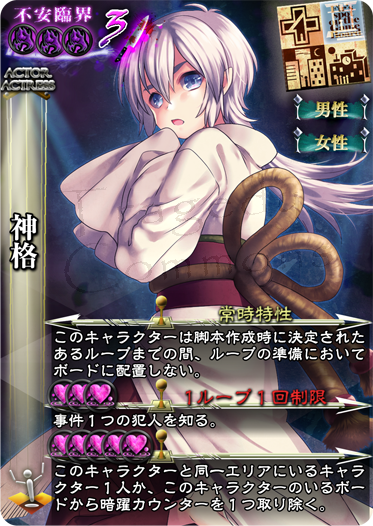 不安臨界
3
ACTOR
ACTRESS
男性
女性
神格
常時特性
このキャラクターは脚本作成時に決定された
あるループまでの間、ループの準備において
ボードに配置しない。
1ループ1回制限
事件1つの犯人を知る。
このキャラクターと同一エリアにいるキャラ
クター1人か、このキャラクターのいるボー
ドから暗躍カウンターを1つ取り除く。